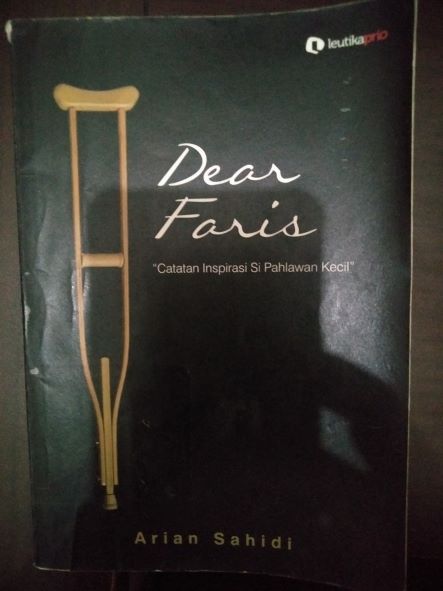 leutikaprio
Dear
Faris
"Catatan Inspirasi Si Pahlawan Kecil"
Arian Sahidi